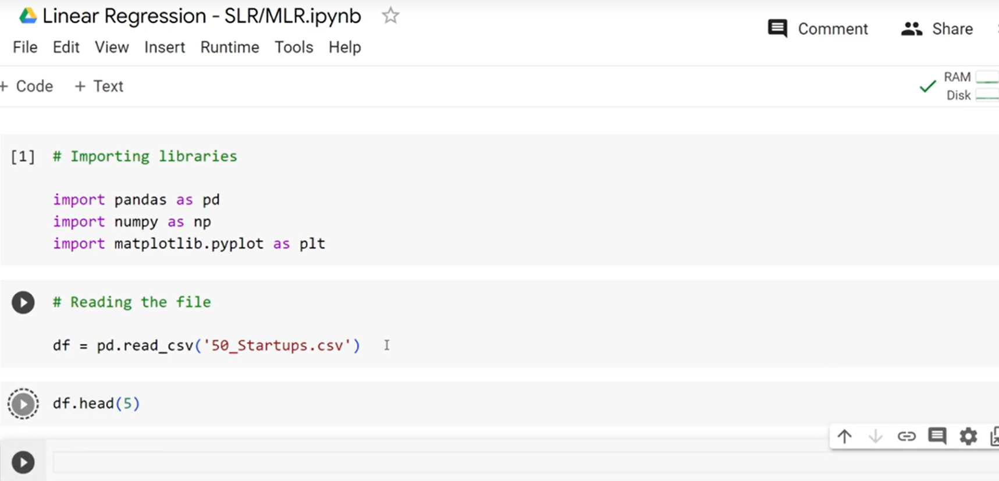 Linear Regression - SLR/MLR.ipynb
Comment
Share
File Edit View Insert Runtime Tools Help
+ Code + Text
RAM
Disk
[1] # Importing libraries
import pandas as pd
import numpy as np
import matplotlib.pyplot as plt
# Reading the file
df = pd.read_csv('50_Startups.csv')
df.head(5)